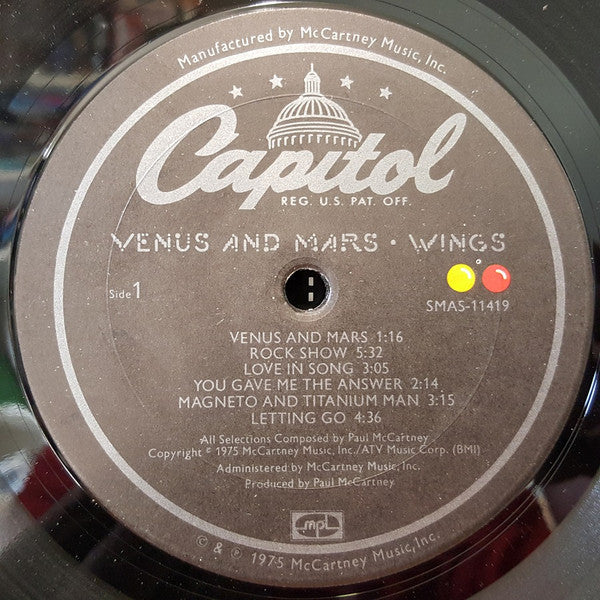 Manufactured by McCartney Music, Inc.
Capitol
REG. U.S. PAT. OFF.
VENUS AND MARS · WINGS
Side 1
SMAS-11419
VENUS AND MARS 1:16
ROCK SHOW 5:32
LOVE IN SONG 3:05
YOU GAVE ME THE ANSWER 2:14
MAGNETO AND TITANIUM MAN 3:15
LETTING GO 4:36
All Selections Composed by Paul McCartney
Copyright © 1975 McCartney Music, Inc./ATV Music Corp. (BMI)
Administered by McCartney Music, Inc.
Produced by Paul McCartney
mpl
© & ℗ 1975 McCartney Music, Inc.